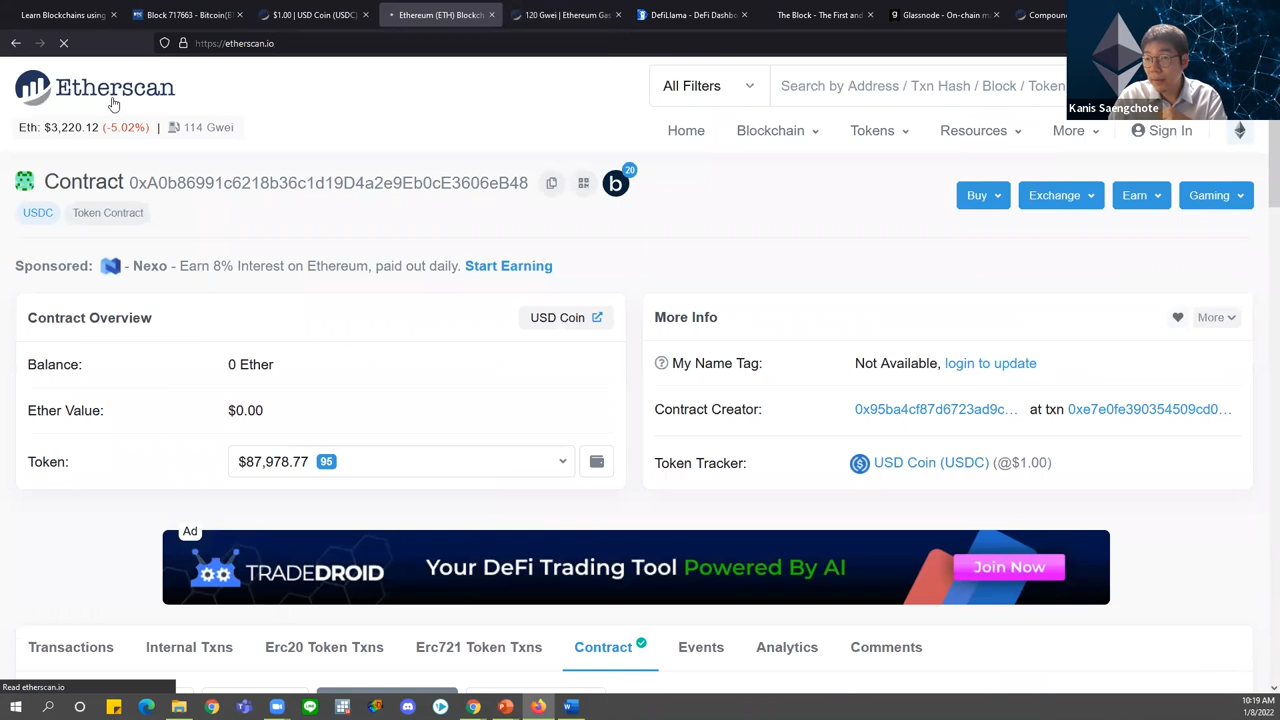 Learn Blockchains using
Block 717663 - Bitcoin(E
$1.00 | USD Coin (USDC)
Ethereum (ETH) Blockch
120 Gwei | Ethereum Gas
DefiLlama - DeFi Dashbo
The Block - The First and
Glassnode - On-chain m
Compoun
https://etherscan.io
Etherscan
All Filters
Search by Address / Txn Hash / Block / Token
Kanis Saengchote
Eth: $3,220.12 (-5.02%) | 114 Gwei
Home
Blockchain
Tokens
Resources
More
Sign In
Contract 0xA0b86991c6218b36c1d19D4a2e9Eb0cE3606eB48
20
Buy
Exchange
Earn
Gaming
USDC
Token Contract
Sponsored: - Nexo - Earn 8% Interest on Ethereum, paid out daily. Start Earning
Contract Overview
USD Coin
Balance:
0 Ether
Ether Value:
$0.00
Token:
$87,978.77 95
More Info
More
My Name Tag:
Not Available, login to update
Contract Creator:
0x95ba4cf87d6723ad9c... at txn 0xe7e0fe390354509cd0...
Token Tracker:
USD Coin (USDC) (@$1.00)
Ad
TRADEDROID
Your DeFi Trading Tool Powered By AI
Join Now
Transactions
Internal Txns
Erc20 Token Txns
Erc721 Token Txns
Contract
Events
Analytics
Comments
Read etherscan.io
10:19 AM
1/8/2022